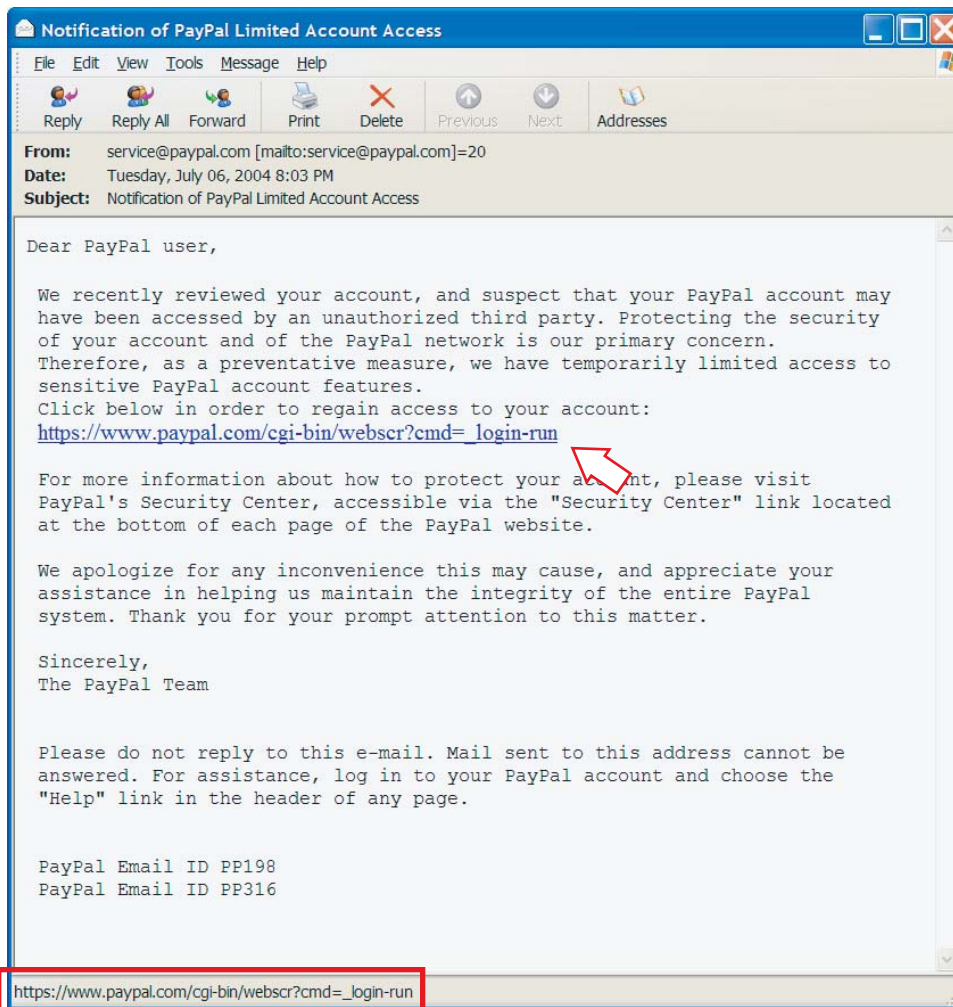 Notification of PayPal Limited Account Access
File Edit View Tools Message Help
Reply Reply All Forward Print Delete Previous Next Addresses
From: service@paypal.com [mailto:service@paypal.com]=20
Date: Tuesday, July 06, 2004 8:03 PM
Subject: Notification of PayPal Limited Account Access
Dear PayPal user,
We recently reviewed your account, and suspect that your PayPal account may
have been accessed by an unauthorized third party. Protecting the security
of your account and of the PayPal network is our primary concern.
Therefore, as a preventative measure, we have temporarily limited access to
sensitive PayPal account features.
Click below in order to regain access to your account:
https://www.paypal.com/cgi-bin/webscr?cmd=_login-run
For more information about how to protect your account, please visit
PayPal's Security Center, accessible via the "Security Center" link located
at the bottom of each page of the PayPal website.
We apologize for any inconvenience this may cause, and appreciate your
assistance in helping us maintain the integrity of the entire PayPal
system. Thank you for your prompt attention to this matter.
Sincerely,
The PayPal Team
Please do not reply to this e-mail. Mail sent to this address cannot be
answered. For assistance, log in to your PayPal account and choose the
"Help" link in the header of any page.
PayPal Email ID PP198
PayPal Email ID PP316
https://www.paypal.com/cgi-bin/webscr?cmd=_login-run